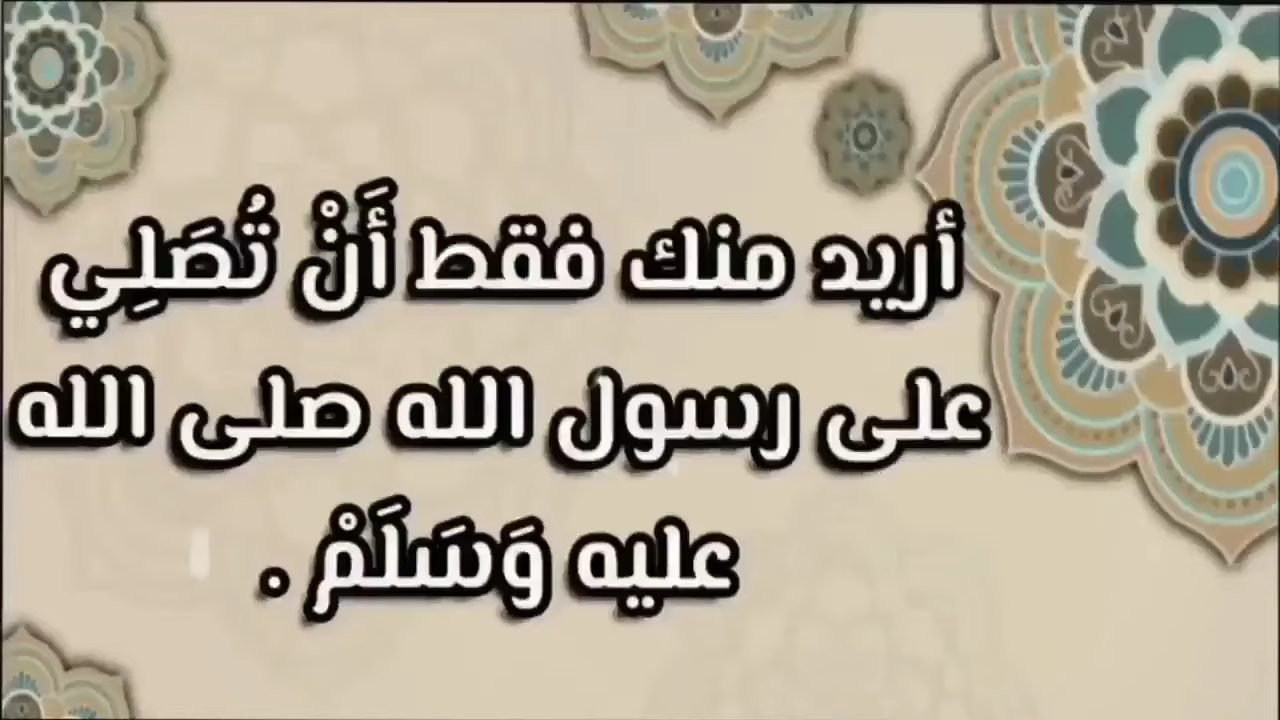 أريد منك فقط أَنْ تُصَلِي
على رسول الله صلى الله
عليه وَسَلَمْ .